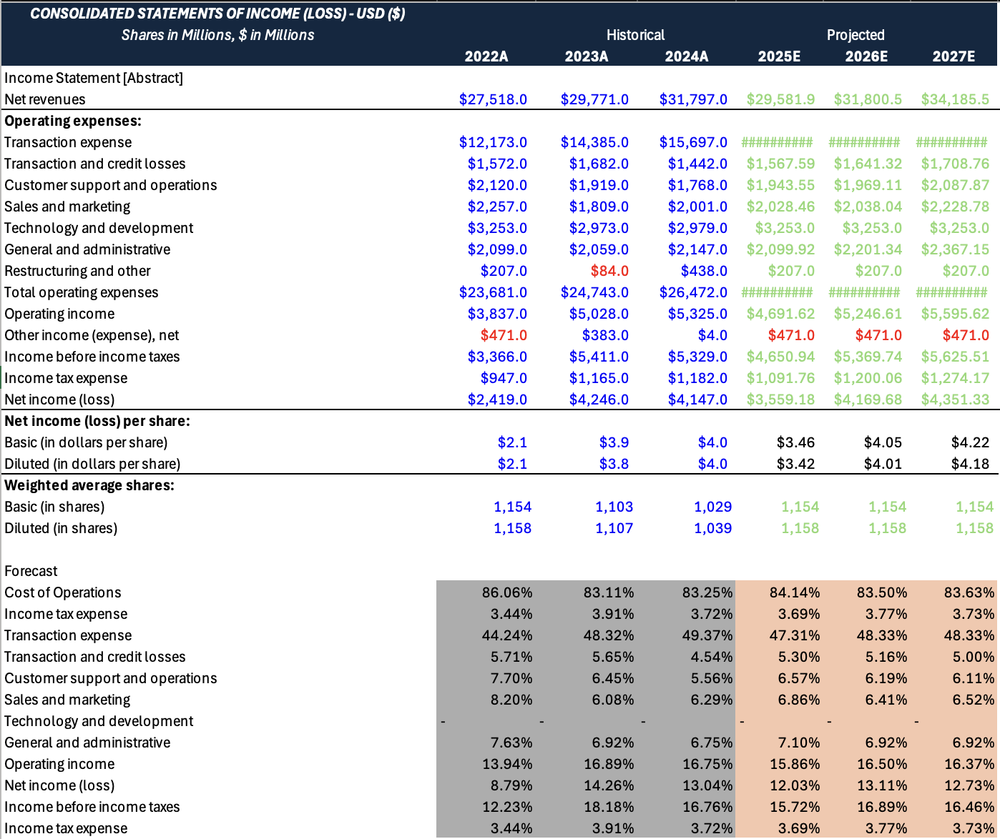 CONSOLIDATED STATEMENTS OF INCOME (LOSS) - USD ($)
Shares in Millions, $ in Millions Historical Projected
2022A 2023A 2024A 2025E 2026E 2027E
Income Statement [Abstract]
Net revenues $27,518.0 $29,771.0 $31,797.0 $29,581.9 $31,800.5 $34,185.5
Operating expenses:
Transaction expense $12,173.0 $14,385.0 $15,697.0 ########## ########## ##########
Transaction and credit losses $1,572.0 $1,682.0 $1,442.0 $1,567.59 $1,641.32 $1,708.76
Customer support and operations $2,120.0 $1,919.0 $1,768.0 $1,943.55 $1,969.11 $2,087.87
Sales and marketing $2,257.0 $1,809.0 $2,001.0 $2,028.46 $2,038.04 $2,228.78
Technology and development $3,253.0 $2,973.0 $2,979.0 $3,253.0 $3,253.0 $3,253.0
General and administrative $2,099.0 $2,059.0 $2,147.0 $2,099.92 $2,201.34 $2,367.15
Restructuring and other $207.0 $84.0 $438.0 $207.0 $207.0 $207.0
Total operating expenses $23,681.0 $24,743.0 $26,472.0 ########## ########## ##########
Operating income $3,837.0 $5,028.0 $5,325.0 $4,691.62 $5,246.61 $5,595.62
Other income (expense), net $471.0 $383.0 $4.0 $471.0 $471.0 $471.0
Income before income taxes $3,366.0 $5,411.0 $5,329.0 $4,650.94 $5,369.74 $5,625.51
Income tax expense $947.0 $1,165.0 $1,182.0 $1,091.76 $1,200.06 $1,274.17
Net income (loss) $2,419.0 $4,246.0 $4,147.0 $3,559.18 $4,169.68 $4,351.33
Net income (loss) per share:
Basic (in dollars per share) $2.1 $3.9 $4.0 $3.46 $4.05 $4.22
Diluted (in dollars per share) $2.1 $3.8 $4.0 $3.42 $4.01 $4.18
Weighted average shares:
Basic (in shares) 1,154 1,103 1,029 1,154 1,154 1,154
Diluted (in shares) 1,158 1,107 1,039 1,158 1,158 1,158
Forecast
Cost of Operations 86.06% 83.11% 83.25% 84.14% 83.50% 83.63%
Income tax expense 3.44% 3.91% 3.72% 3.69% 3.77% 3.73%
Transaction expense 44.24% 48.32% 49.37% 47.31% 48.33% 48.33%
Transaction and credit losses 5.71% 5.65% 4.54% 5.30% 5.16% 5.00%
Customer support and operations 7.70% 6.45% 5.56% 6.57% 6.19% 6.11%
Sales and marketing 8.20% 6.08% 6.29% 6.86% 6.41% 6.52%
Technology and development - - - - - -
General and administrative 7.63% 6.92% 6.75% 7.10% 6.92% 6.92%
Operating income 13.94% 16.89% 16.75% 15.86% 16.50% 16.37%
Net income (loss) 8.79% 14.26% 13.04% 12.03% 13.11% 12.73%
Income before income taxes 12.23% 18.18% 16.76% 15.72% 16.89% 16.46%
Income tax expense 3.44% 3.91% 3.72% 3.69% 3.77% 3.73%